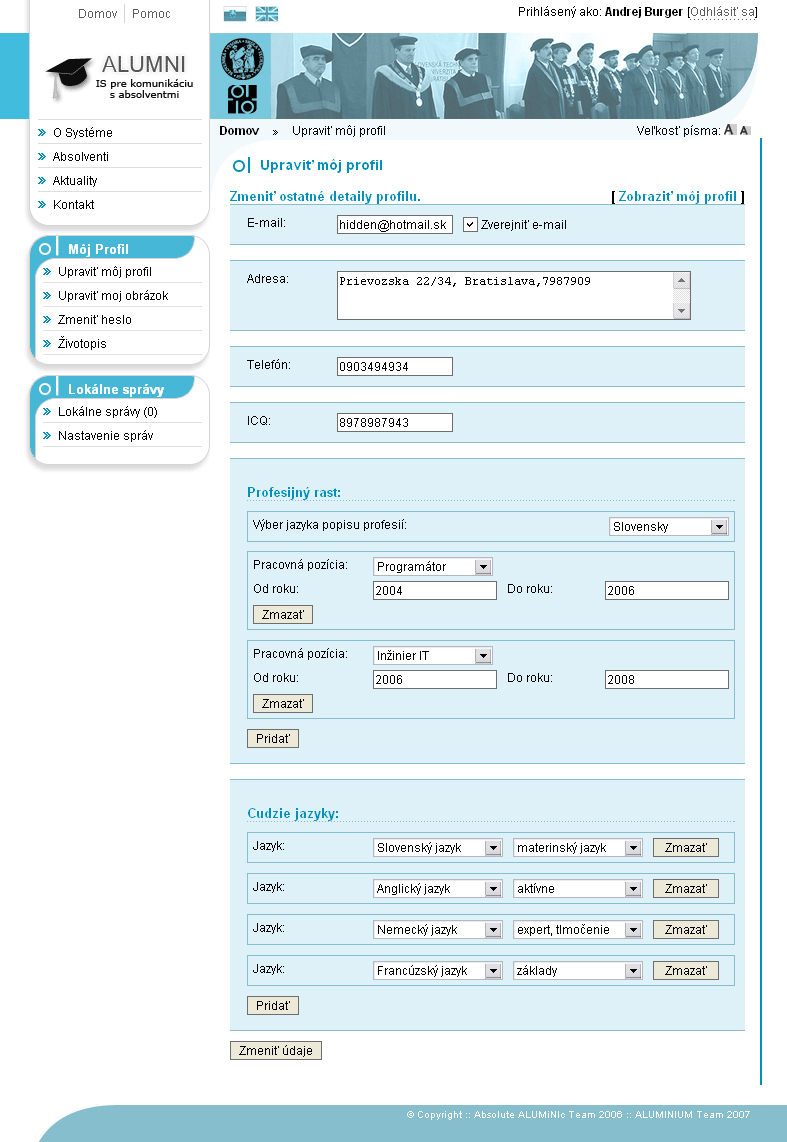 Domov Pomoc
Prihlásený ako: Andrej Burger [Odhlásiť sa]
ALUMNI
IS pre komunikáciu
s absolventmi
Domov » Upraviť môj profil
Veľkosť písma: A A
O Systéme
Absolventi
Aktuality
Kontakt
Môj Profil
Upraviť môj profil
Upraviť moj obrázok
Zmeniť heslo
Životopis
Lokálne správy
Lokálne správy (0)
Nastavenie správ
Upraviť mój profil
Zmeniť ostatné detaily profilu.
[ Zobraziť mój profil ]
E-mail: hidden@hotmail.sk Zverejniť e-mail
Adresa: Prievozska 22/34, Bratislava,7987909
Telefón: 0903494934
ICQ: 8978987943
Profesijný rast:
Výber jazyka popisu profesií: Slovensky
Pracovná pozícia: Programátor
Od roku: 2004 Do roku: 2006
Zmazať
Pracovná pozícia: Inžinier IT
Od roku: 2006 Do roku: 2008
Zmazať
Pridať
Cudzie jazyky:
Jazyk: Slovenský jazyk materinský jazyk Zmazať
Jazyk: Anglický jazyk aktívne Zmazať
Jazyk: Nemecký jazyk expert, tlmočenie Zmazať
Jazyk: Francúzský jazyk základy Zmazať
Pridať
Zmeniť údaje
© Copyright :: Absolute ALUMiNIo Team 2006 :: ALUMINIUM Team 2007